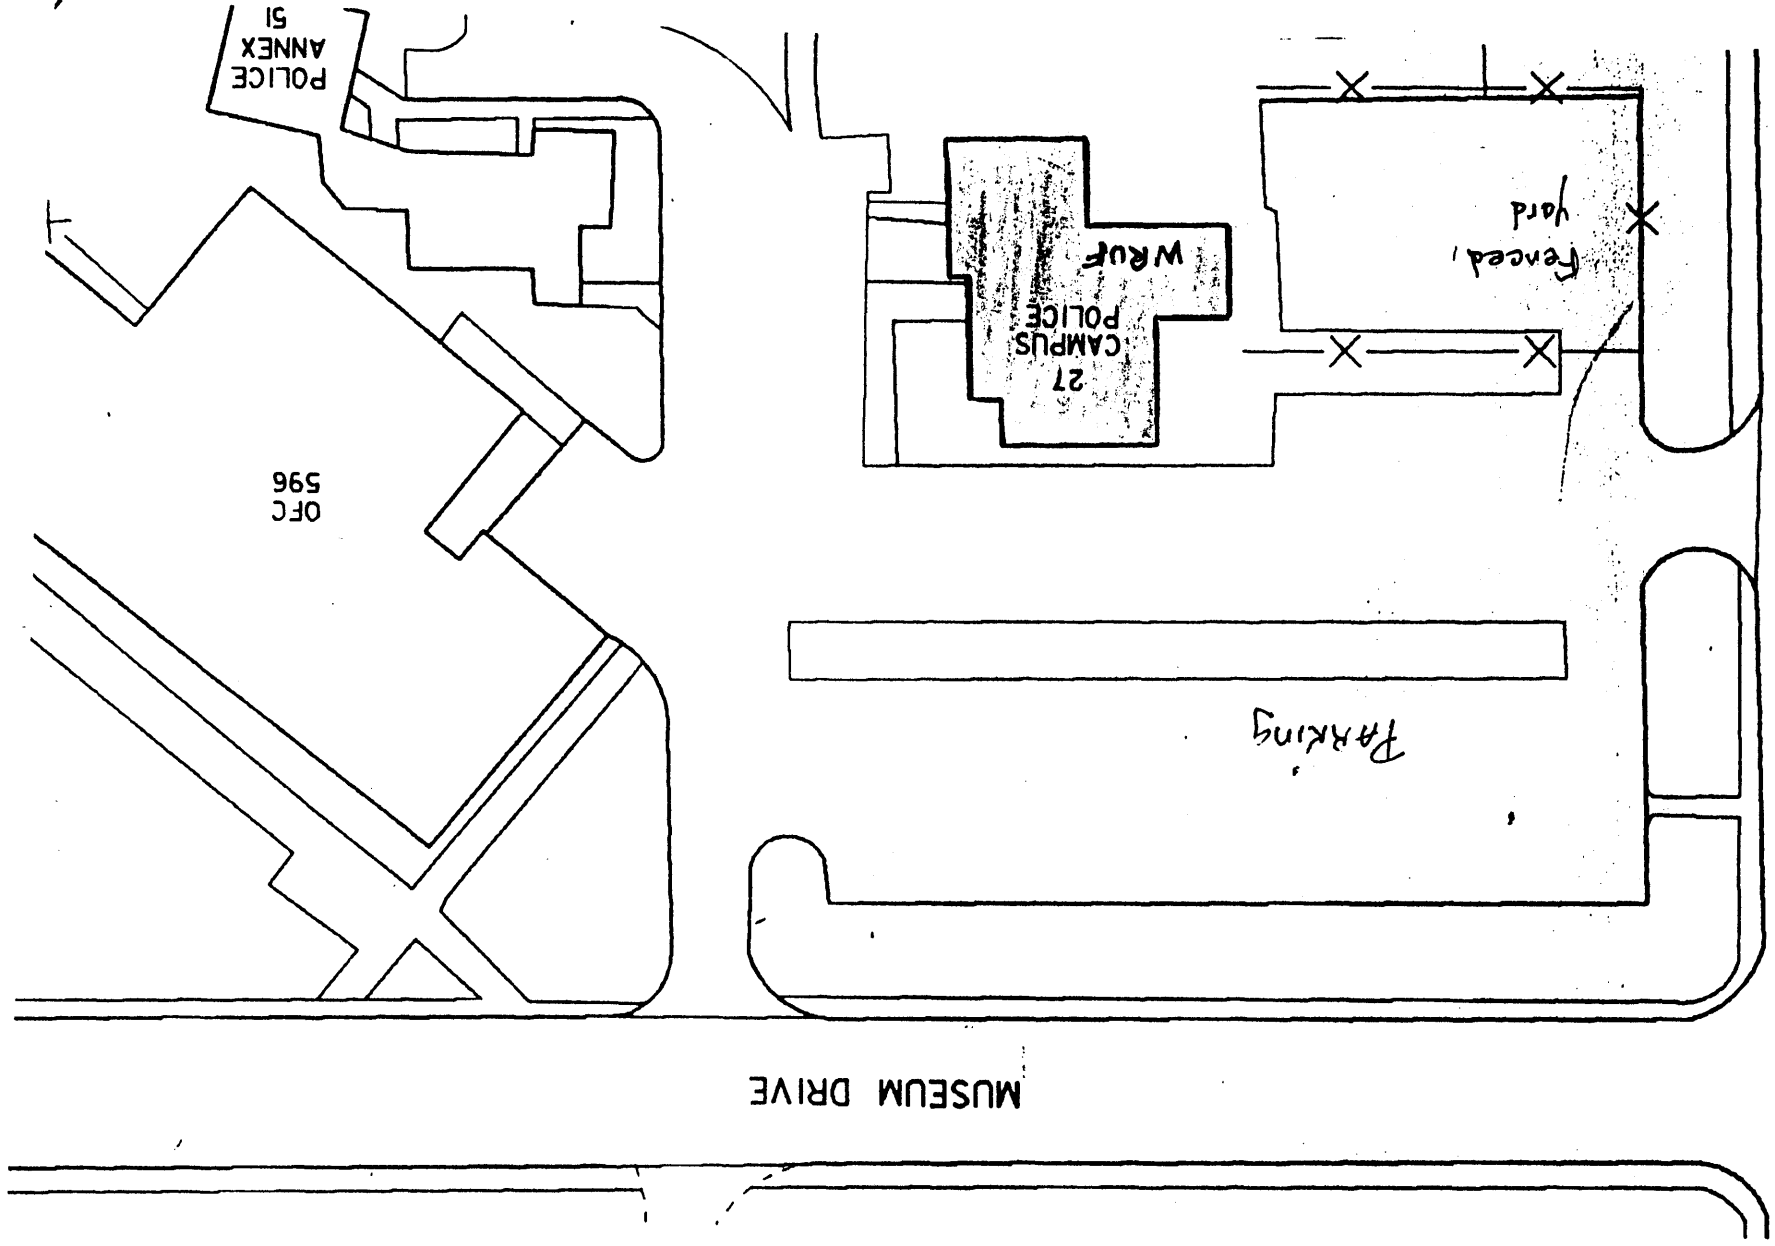 MUSEUM DRIVE
PARKing
OFC
596
Fenced,
yard
27
CAMPUS
POLICE
WRUF
POLICE
ANNEX
51